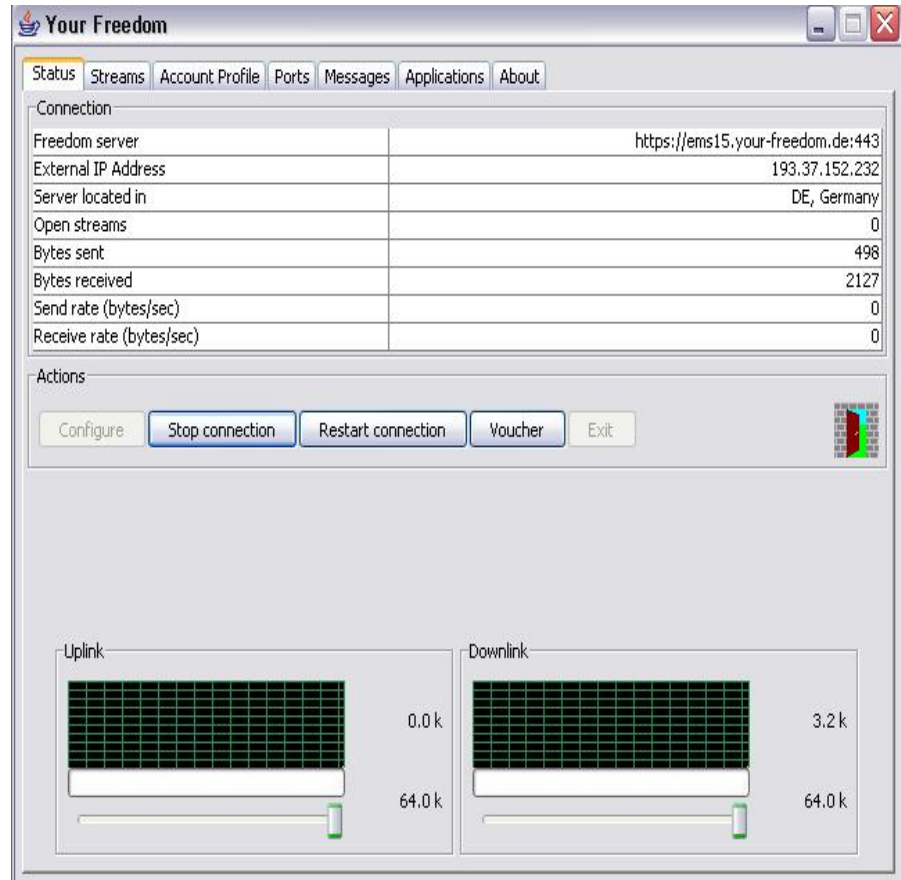 Your Freedom
Status Streams Account Profile Ports Messages Applications About
Connection
Freedom server https://ems15.your-freedom.de:443
External IP Address 193.37.152.232
Server located in DE, Germany
Open streams 0
Bytes sent 498
Bytes received 2127
Send rate (bytes/sec) 0
Receive rate (bytes/sec) 0
Actions
Configure Stop connection Restart connection Voucher Exit
Uplink Downlink
0.0 k 3.2 k
64.0 k 64.0 k